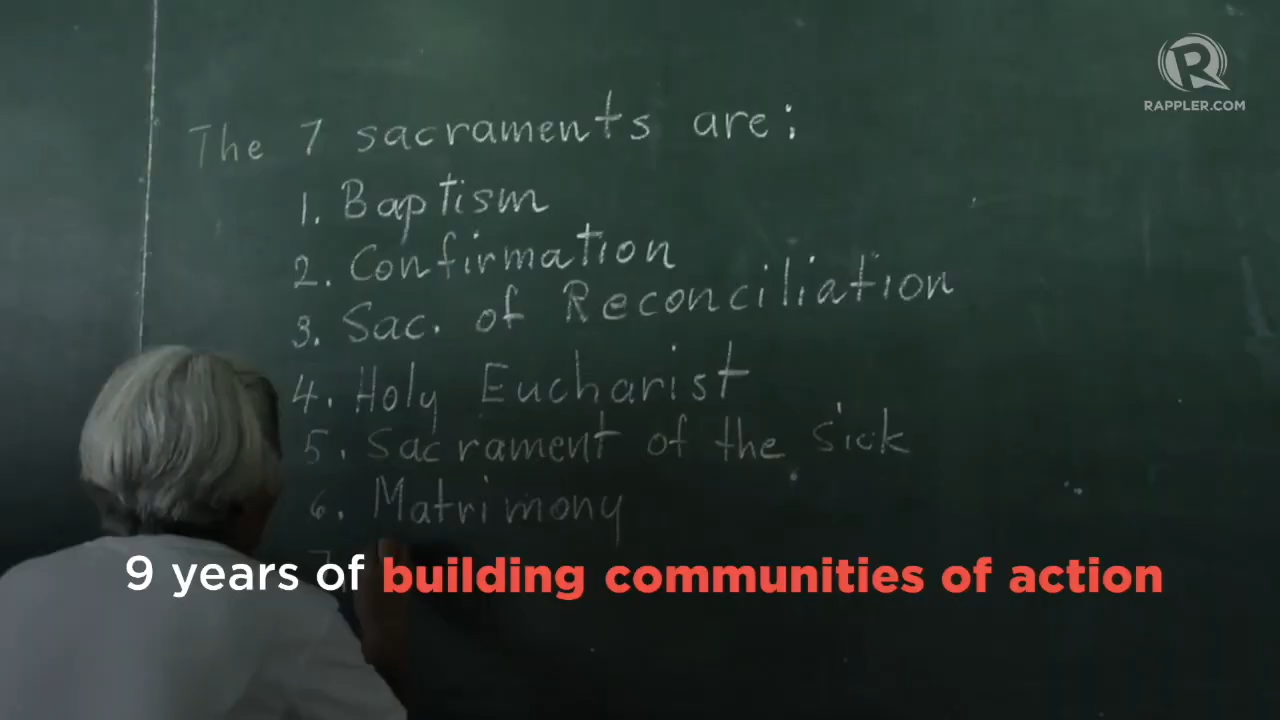 RAPPLER.COM
The 7 sacraments are:
1. Baptism
2. Confirmation
3. Sac. of Reconciliation
4. Holy Eucharist
5. Sacrament of the Sick
6. Matrimony
7.
9 years of building communities of action